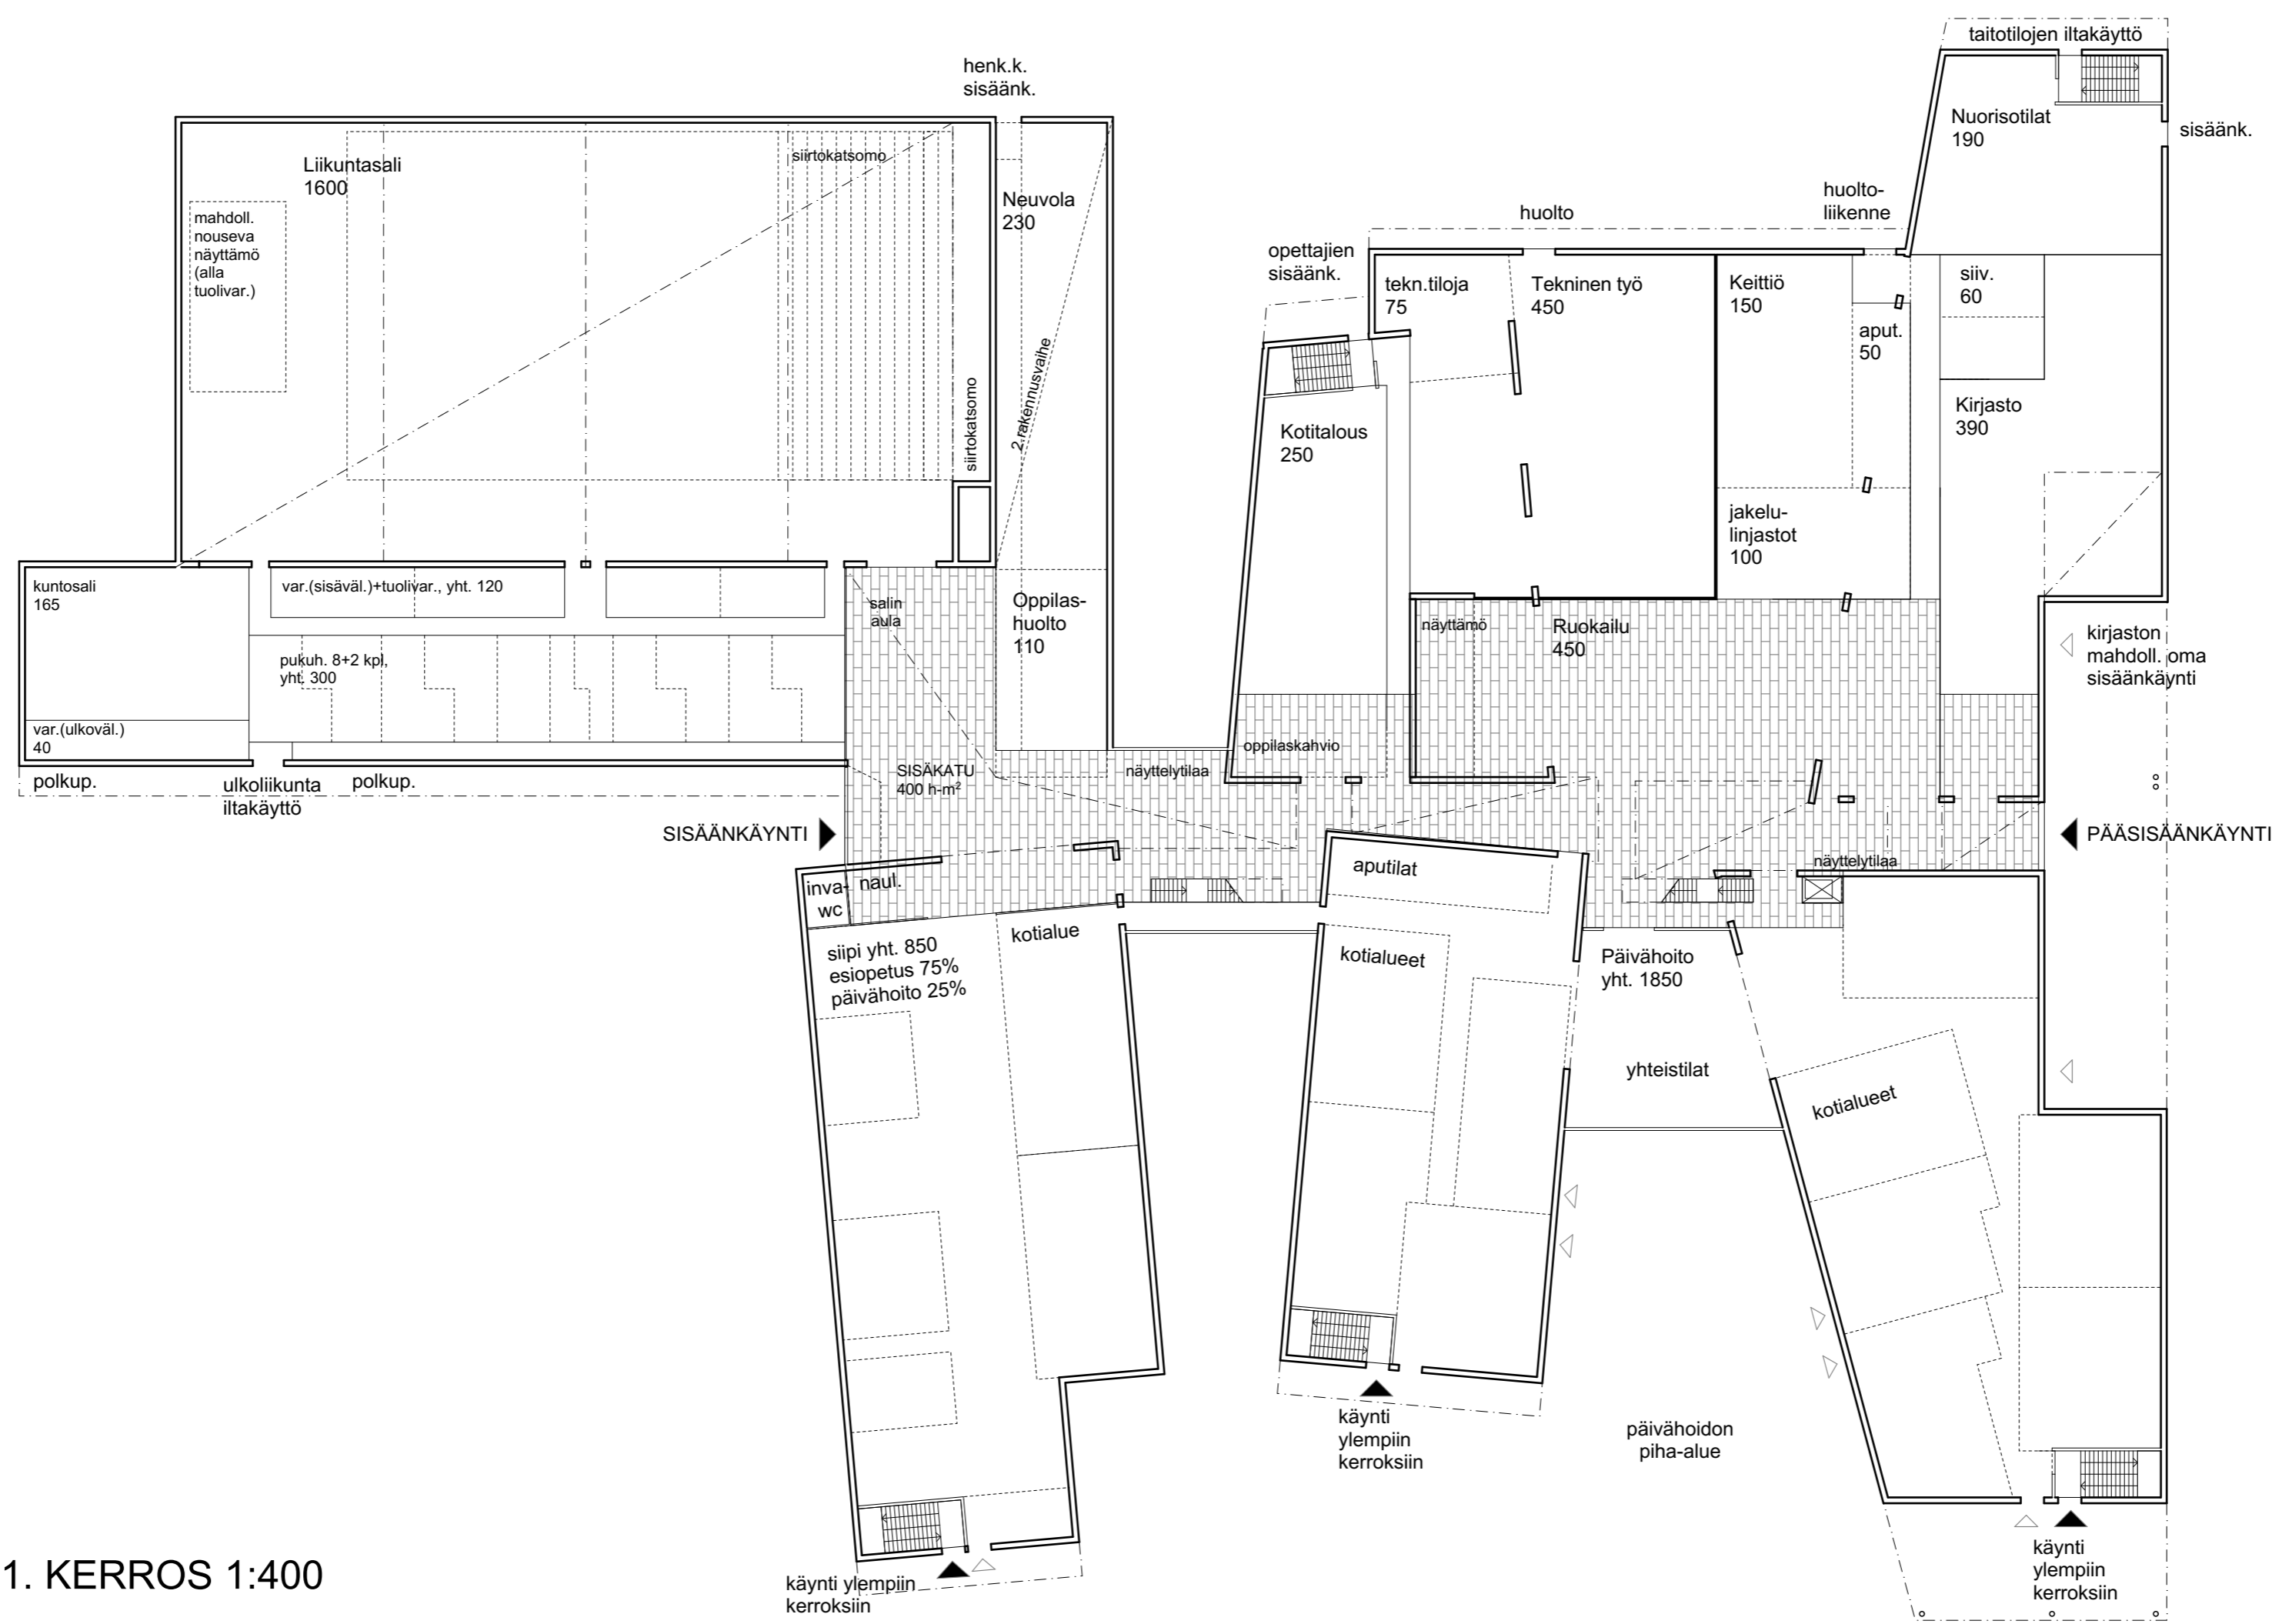 taitotilojen iltakäyttö
henk.k.
sisäänk.
Nuorisotilat
190
sisäänk.
Liikuntasali
1600
siirtokatsomo
mahdoll.
nouseva
näyttämö
(alla
tuolivar.)
Neuvola
230
huolto-
liikenne
huolto
opettajien
sisäänk.
tekn.tiloja
75
Tekninen työ
450
Keittiö
150
siiv.
60
aput.
50
2.rakennusvaihe
siirtokatsomo
Kotitalous
250
Kirjasto
390
jakelu-
linjastot
100
kuntosali
165
var.(sisäväl.)+tuolivar., yht. 120
salin
aula
Oppilas-
huolto
110
näyttämö
Ruokailu
450
kirjaston
mahdoll. oma
sisäänkäynti
pukuh. 8+2 kpl,
yht. 300
var.(ulkoväl.)
40
oppilaskahvio
SISÄKATU
400 h-m²
näyttelytilaa
polkup.
ulkoliikunta
iltakäyttö
polkup.
SISÄÄNKÄYNTI
PÄÄSISÄÄNKÄYNTI
näyttelytilaa
inva-
wc
naul.
aputilat
kotialue
siipi yht. 850
esiopetus 75%
päivähoito 25%
kotialueet
Päivähoito
yht. 1850
yhteistilat
kotialueet
käynti
ylempiin
kerroksiin
päivähoidon
piha-alue
käynti
ylempiin
kerroksiin
1. KERROS 1:400
käynti ylempiin
kerroksiin